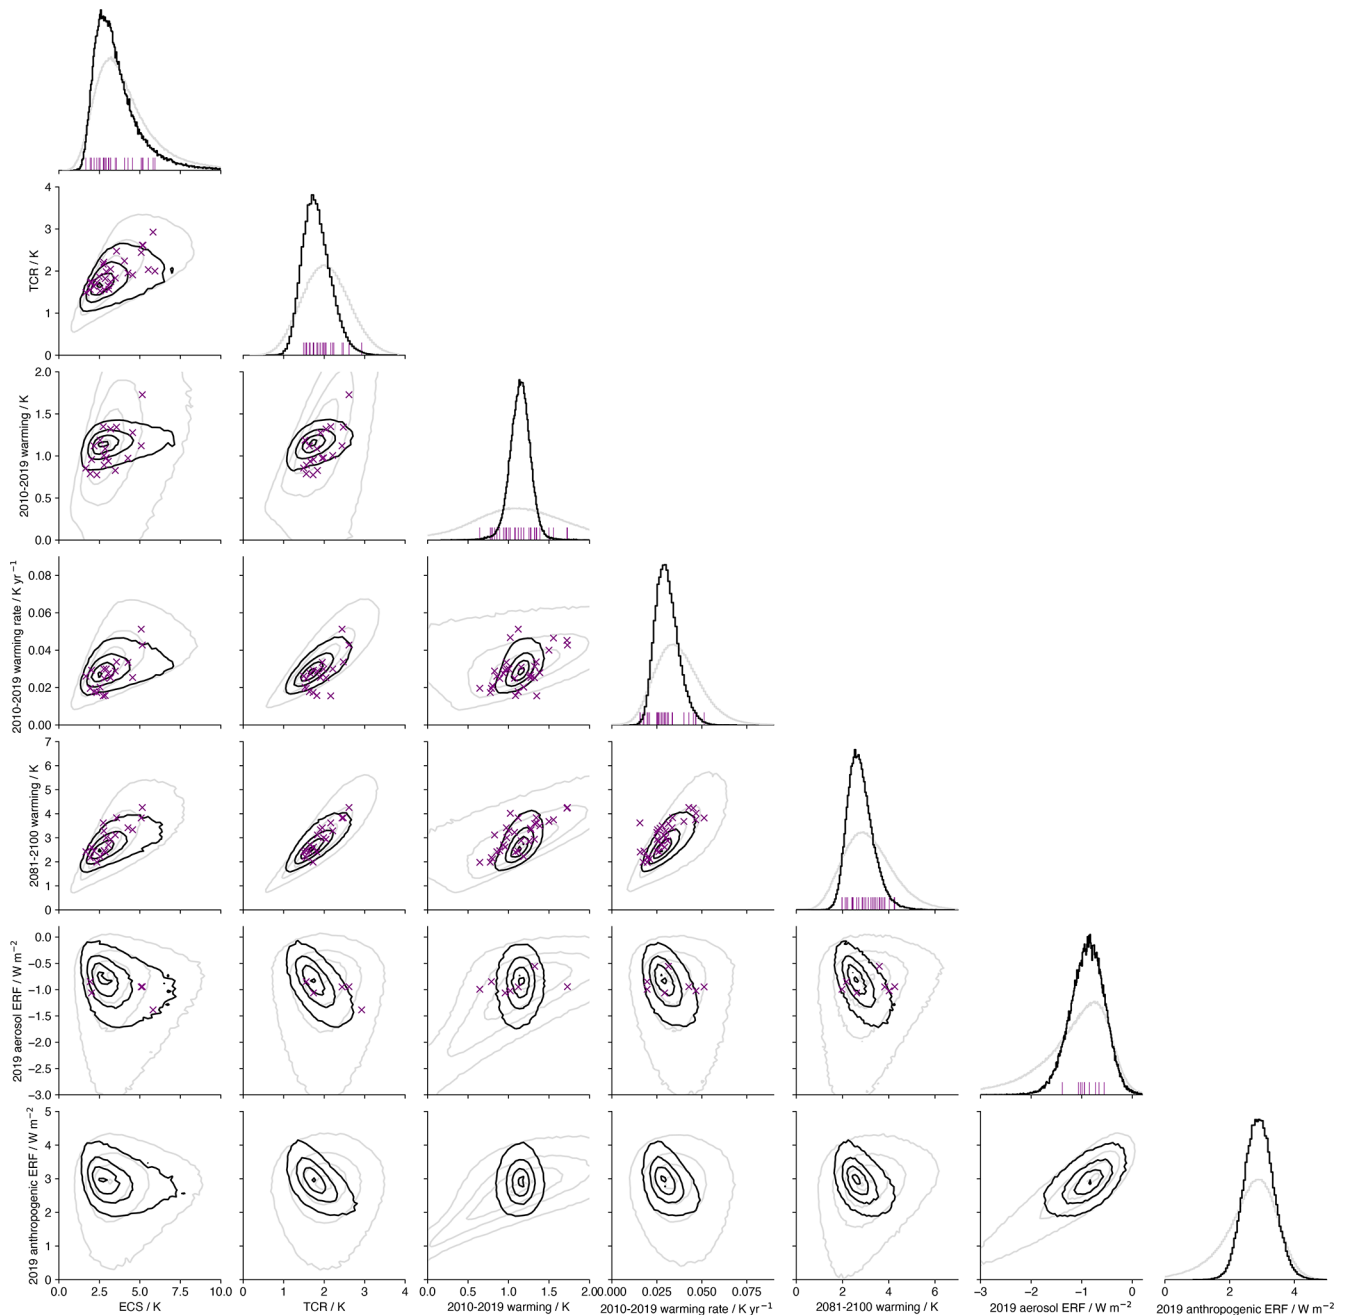 4
3
2
1
0
TCR / K
2.0
1.5
1.0
0.5
0.0
2010-2019 warming / K
0.08
0.06
0.04
0.02
0.00
2010-2019 warming rate / K yr⁻¹
7
6
5
4
3
2
1
0
2081-2100 warming / K
0.0
−0.5
−1.0
−1.5
−2.0
−2.5
−3.0
2019 aerosol ERF / W m⁻²
5
4
3
2
1
0
2019 anthropogenic ERF / W m⁻²
0.0 2.5 5.0 7.5 10.0
0 1 2 3 4
0.0 0.5 1.0 1.5 2.0
0.000 0.025 0.050 0.075
0 2 4 6
−3 −2 −1 0
0 2 4
ECS / K
TCR / K
2010-2019 warming / K
2010-2019 warming rate / K yr⁻¹
2081-2100 warming / K
2019 aerosol ERF / W m⁻²
2019 anthropogenic ERF / W m⁻²